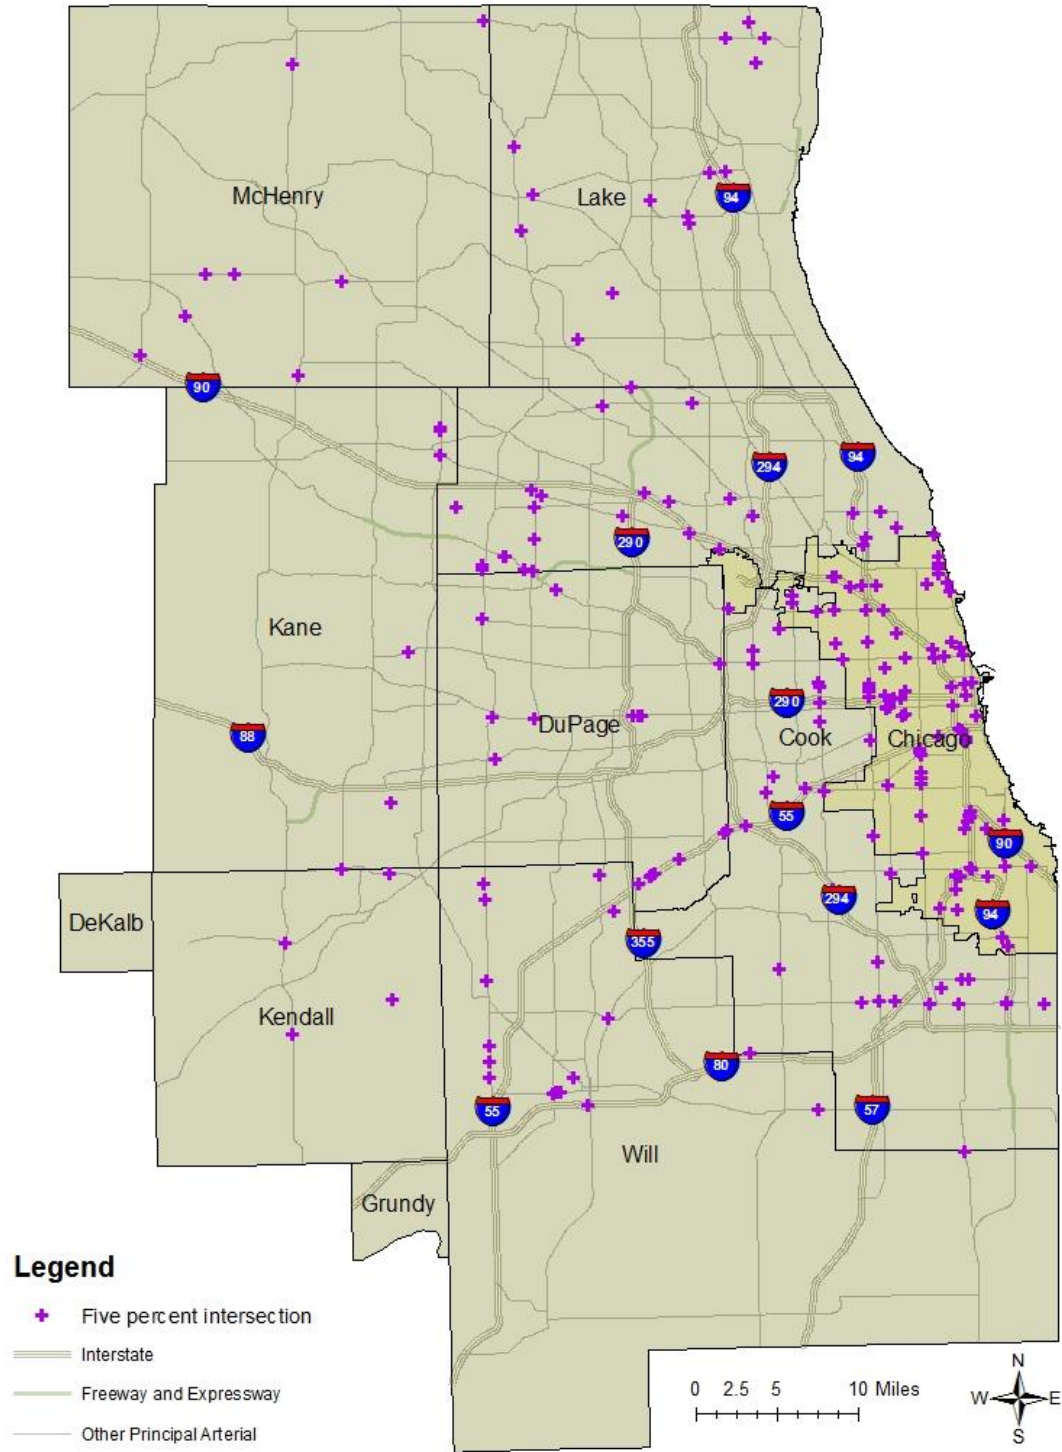 McHenry
Lake
94
90
294
94
290
Kane
290
88
DuPage
Cook
Chicago
55
90
294
94
DeKalb
355
Kendall
80
55
57
Will
Grundy
Legend
Five percent intersection
Interstate
Freeway and Expressway
Other Principal Arterial
0 2.5 5 10 Miles
N
W E
S